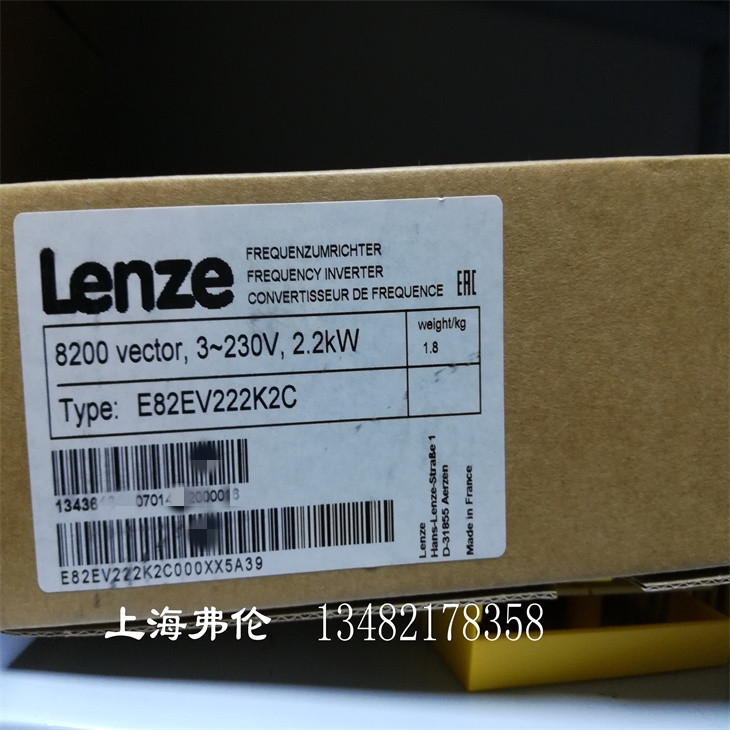 Lenze
FREQUENZUMRICHTER
FREQUENCY INVERTER
CONVERTISSEUR DE FREQUENCE
EAC
8200 vector, 3~230V, 2.2kW
weight/kg
1.8
Type: E82EV222K2C
E82EV222K2C000XX5A39
Lenze
Hans-Lenze-Straße 1
D-31855 Aerzen
Made in France
上海弗伦 13482178358